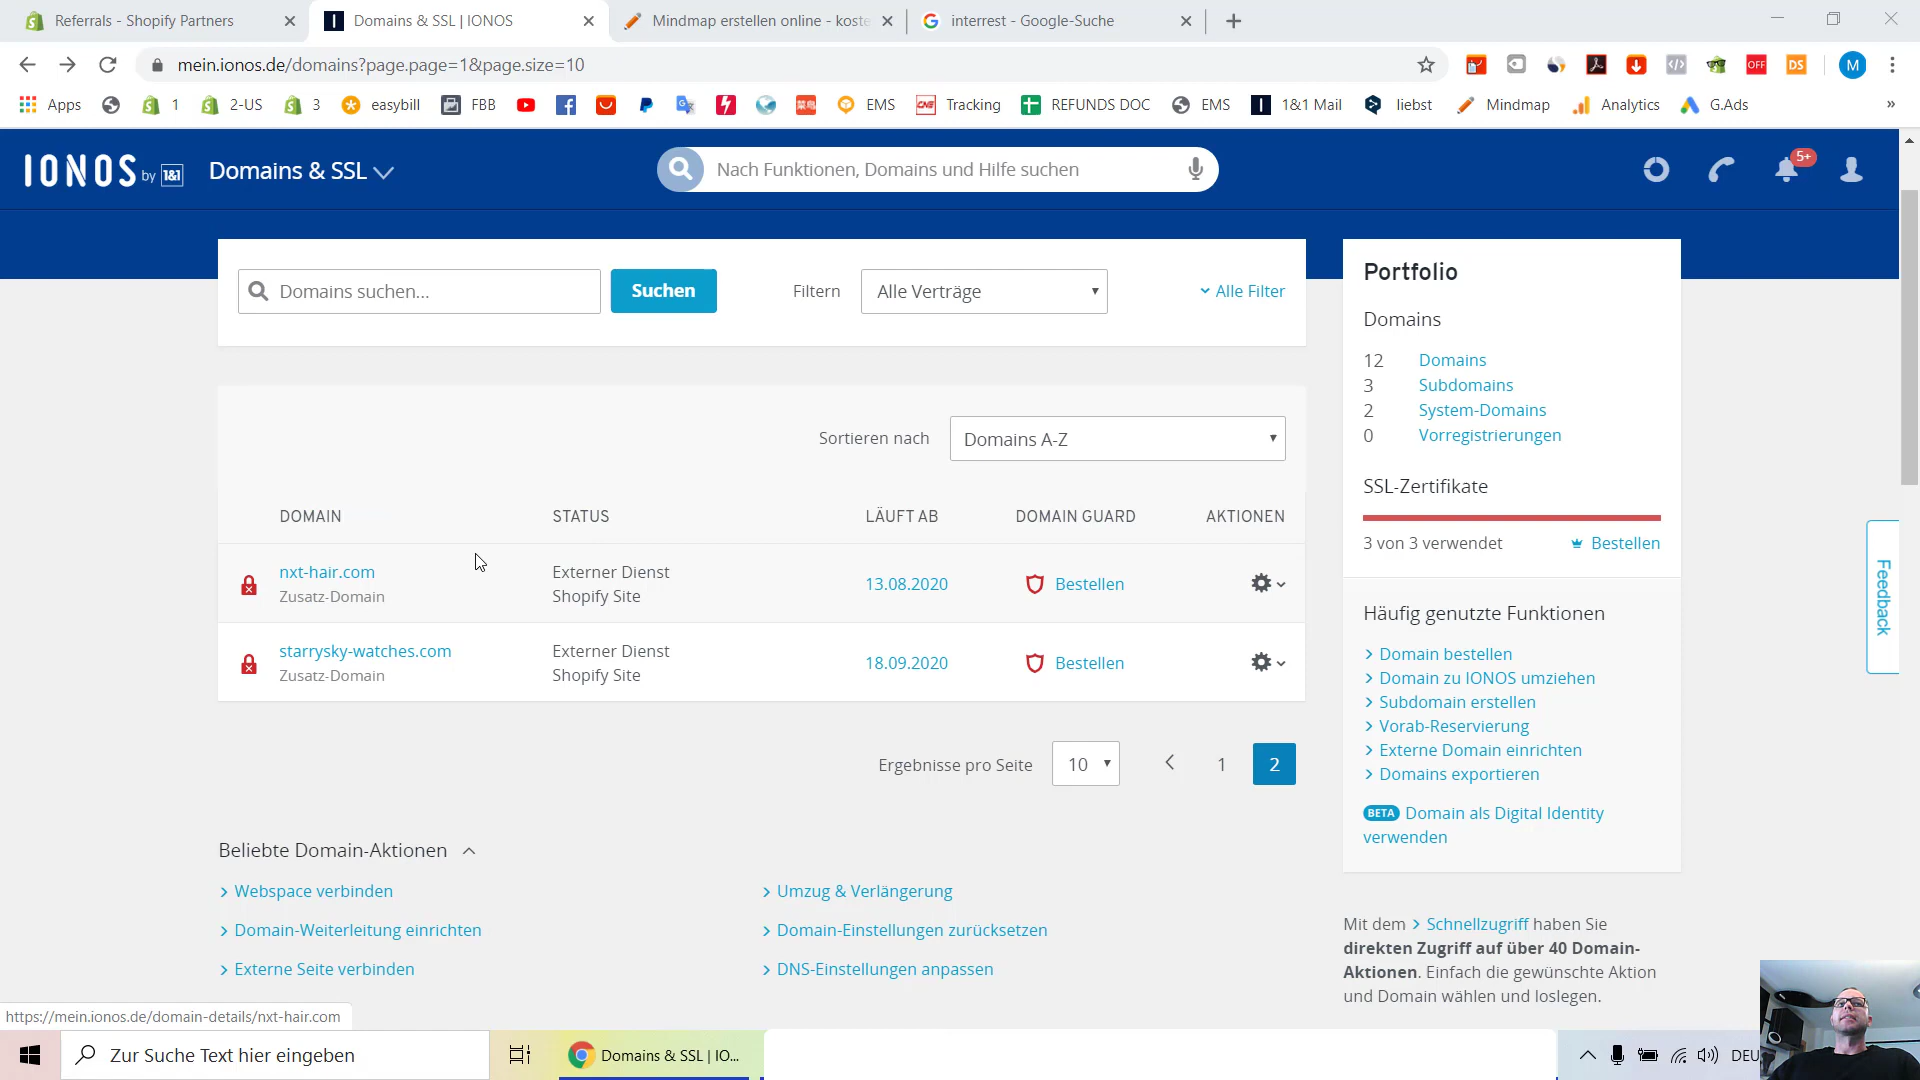 Referrals - Shopify Partners
Domains & SSL | IONOS
Mindmap erstellen online - koste
interrest - Google-Suche
mein.ionos.de/domains?page.page=1&page.size=10
OFF
DS
M
Apps
1
2-US
3
easybill
FBB
EMS
Tracking
REFUNDS DOC
EMS
1&1 Mail
liebst
Mindmap
Analytics
G.Ads
»
IONOS by 1&1
Domains & SSL
Nach Funktionen, Domains und Hilfe suchen
5+
Domains suchen...
Suchen
Filtern
Alle Verträge
Alle Filter
Sortieren nach
Domains A-Z
DOMAIN
STATUS
LÄUFT AB
DOMAIN GUARD
AKTIONEN
nxt-hair.com
Zusatz-Domain
Externer Dienst
Shopify Site
13.08.2020
Bestellen
starrysky-watches.com
Zusatz-Domain
Externer Dienst
Shopify Site
18.09.2020
Bestellen
Ergebnisse pro Seite
10
1
2
Beliebte Domain-Aktionen
Webspace verbinden
Domain-Weiterleitung einrichten
Externe Seite verbinden
Umzug & Verlängerung
Domain-Einstellungen zurücksetzen
DNS-Einstellungen anpassen
Portfolio
Domains
12 Domains
3 Subdomains
2 System-Domains
0 Vorregistrierungen
SSL-Zertifikate
3 von 3 verwendet
Bestellen
Häufig genutzte Funktionen
Domain bestellen
Domain zu IONOS umziehen
Subdomain erstellen
Vorab-Reservierung
Externe Domain einrichten
Domains exportieren
BETA Domain als Digital Identity
verwenden
Mit dem > Schnellzugriff haben Sie
direkten Zugriff auf über 40 Domain-
Aktionen. Einfach die gewünschte Aktion
und Domain wählen und loslegen.
Feedback
https://mein.ionos.de/domain-details/nxt-hair.com
Zur Suche Text hier eingeben
Domains & SSL | IO...
DEU